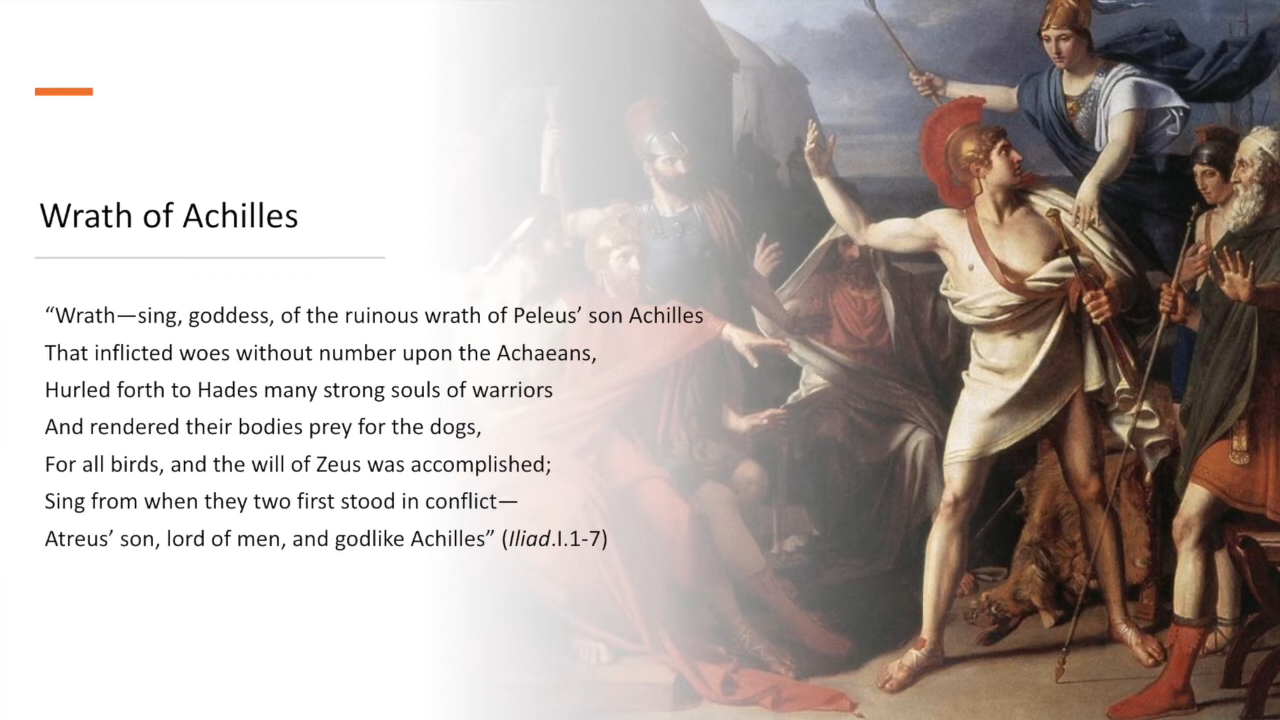 Wrath of Achilles
“Wrath—sing, goddess, of the ruinous wrath of Peleus’ son Achilles
That inflicted woes without number upon the Achaeans,
Hurled forth to Hades many strong souls of warriors
And rendered their bodies prey for the dogs,
For all birds, and the will of Zeus was accomplished;
Sing from when they two first stood in conflict—
Atreus’ son, lord of men, and godlike Achilles” (Iliad.I.1-7)